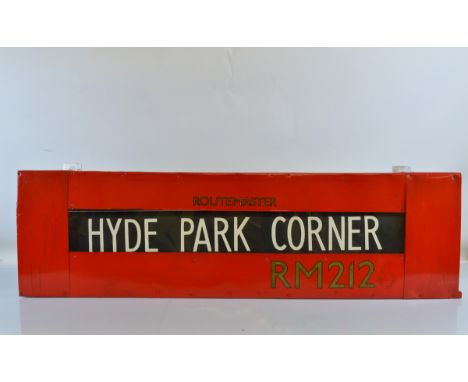 ROUTEMASTER
HYDE PARK CORNER
RM212